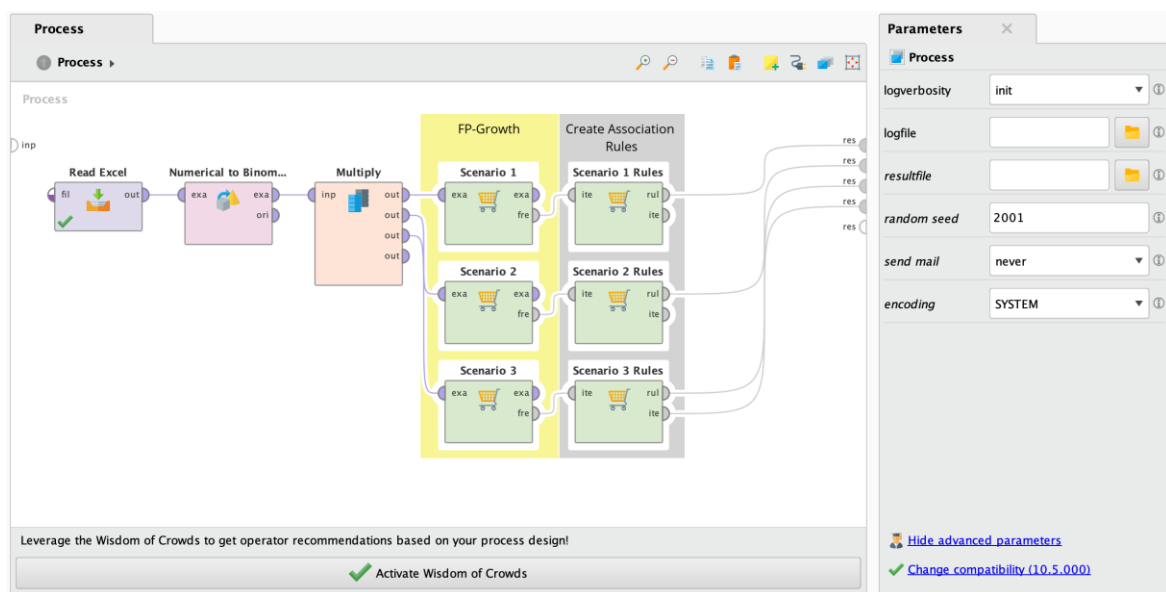 Process
Process
Process
inp
FP-Growth
Create Association
Rules
Read Excel
fil
out
Numerical to Binom...
exa
exa
ori
Multiply
inp
out
out
out
out
Scenario 1
exa
exa
fre
Scenario 1 Rules
ite
rul
ite
Scenario 2
exa
exa
fre
Scenario 2 Rules
ite
rul
ite
Scenario 3
exa
exa
fre
Scenario 3 Rules
ite
rul
ite
res
res
res
res
res
Leverage the Wisdom of Crowds to get operator recommendations based on your process design!
Activate Wisdom of Crowds
Parameters
Process
logverbosity
init
logfile
resultfile
random seed
2001
send mail
never
encoding
SYSTEM
Hide advanced parameters
Change compatibility (10.5.000)